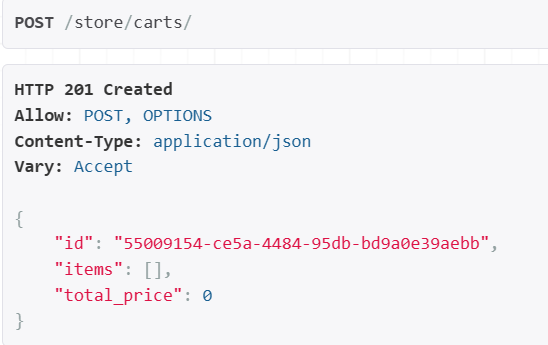 POST /store/carts/
HTTP 201 Created
Allow: POST, OPTIONS
Content-Type: application/json
Vary: Accept
{
    "id": "55009154-ce5a-4484-95db-bd9a0e39aebb",
    "items": [],
    "total_price": 0
}